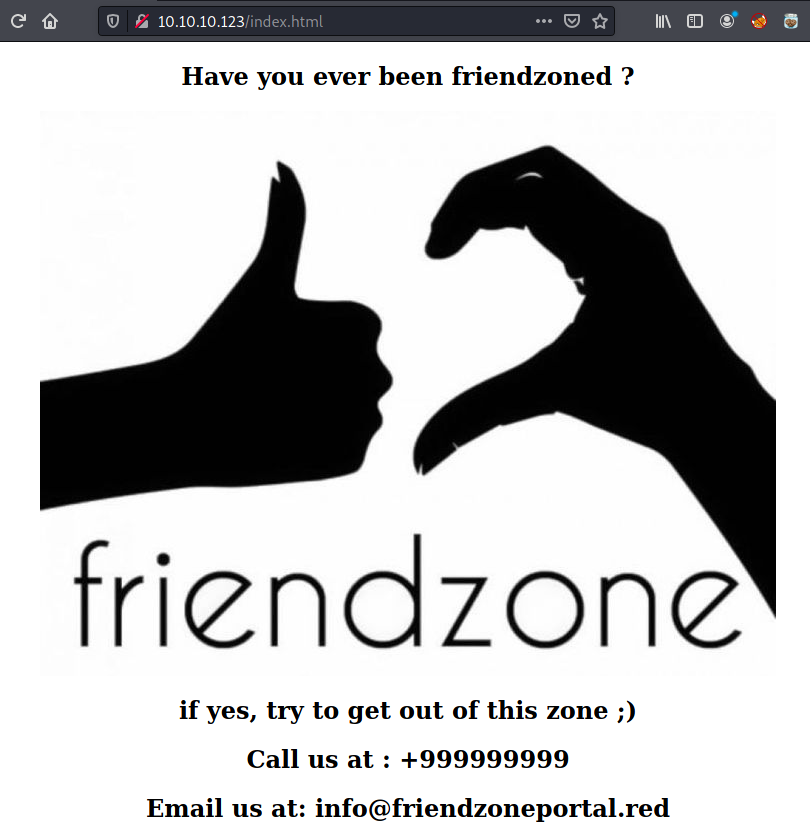 10.10.10.123/index.html
Have you ever been friendzoned ?
friendzone
if yes, try to get out of this zone ;)
Call us at : +999999999
Email us at: info@friendzoneportal.red